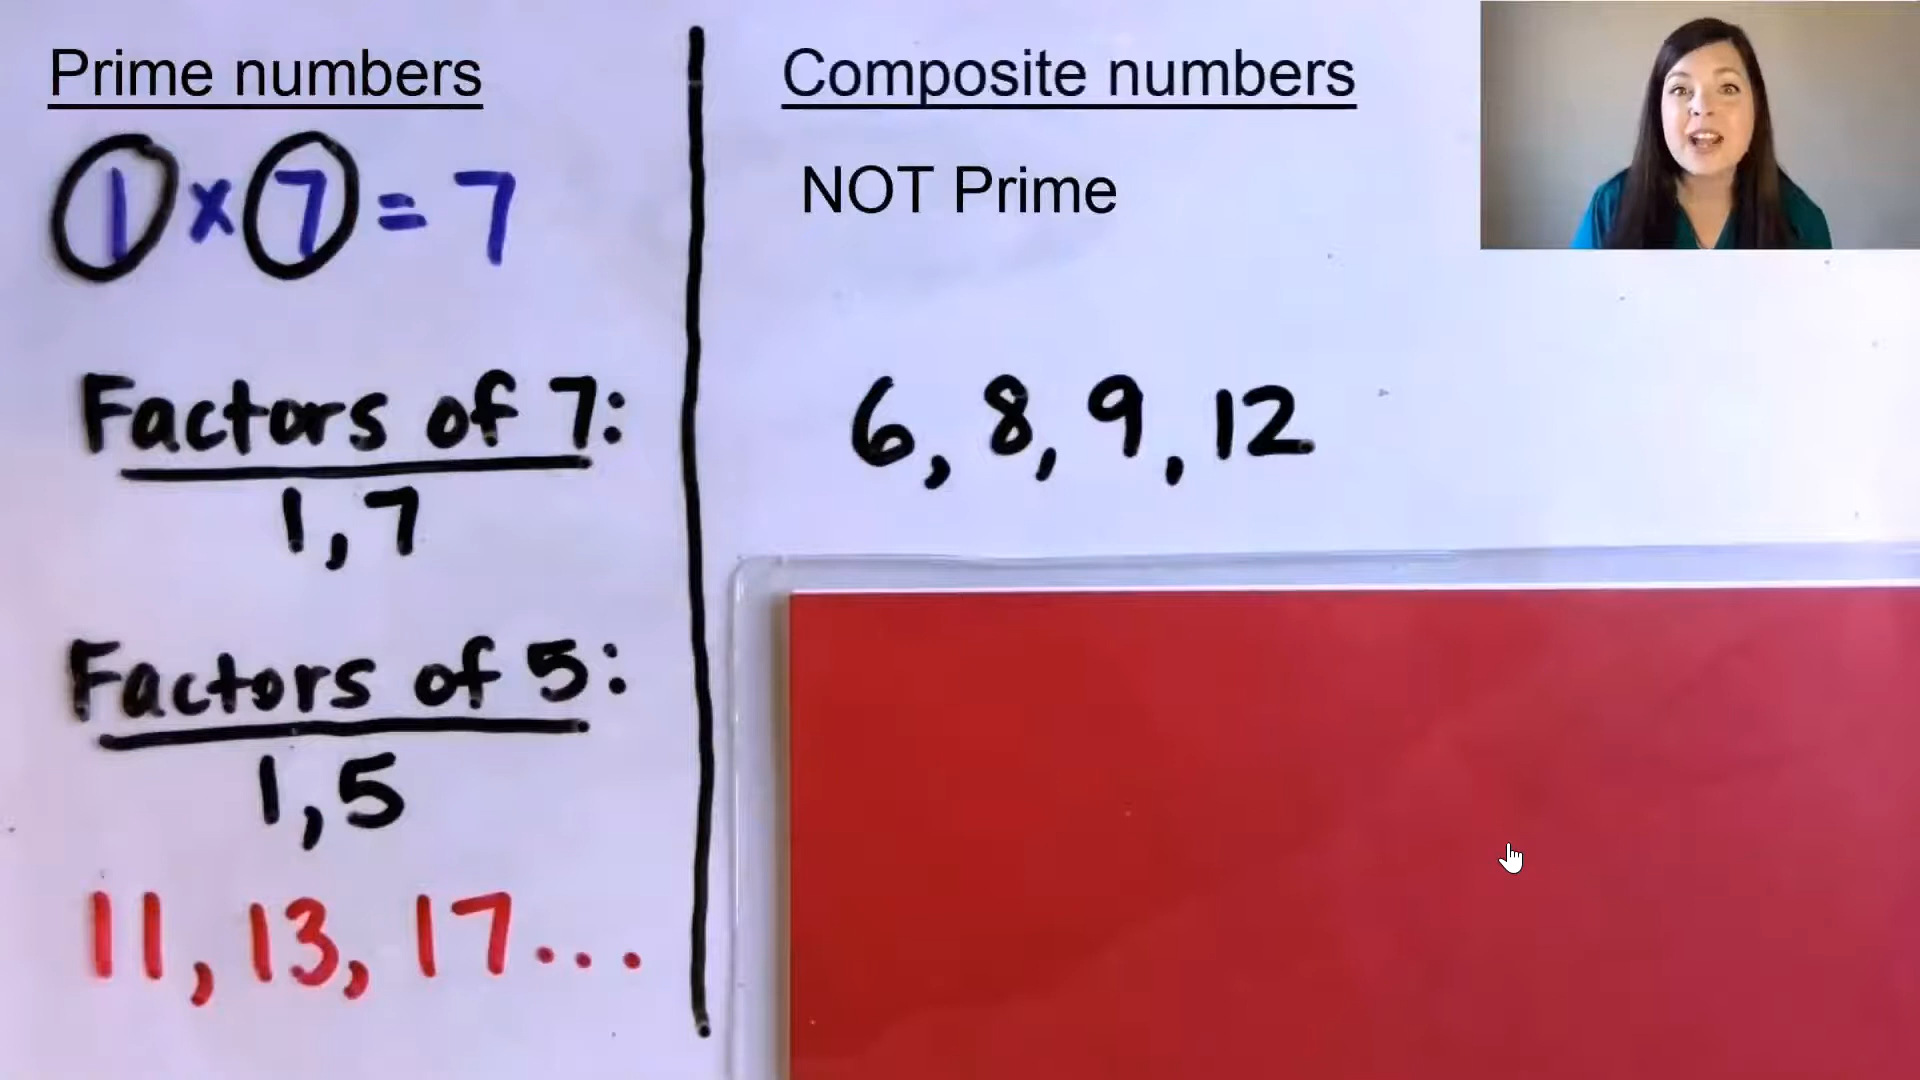 Prime numbers
1 x 7 = 7
Factors of 7:
1, 7
Factors of 5:
1, 5
11, 13, 17...
Composite numbers
NOT Prime
6, 8, 9, 12